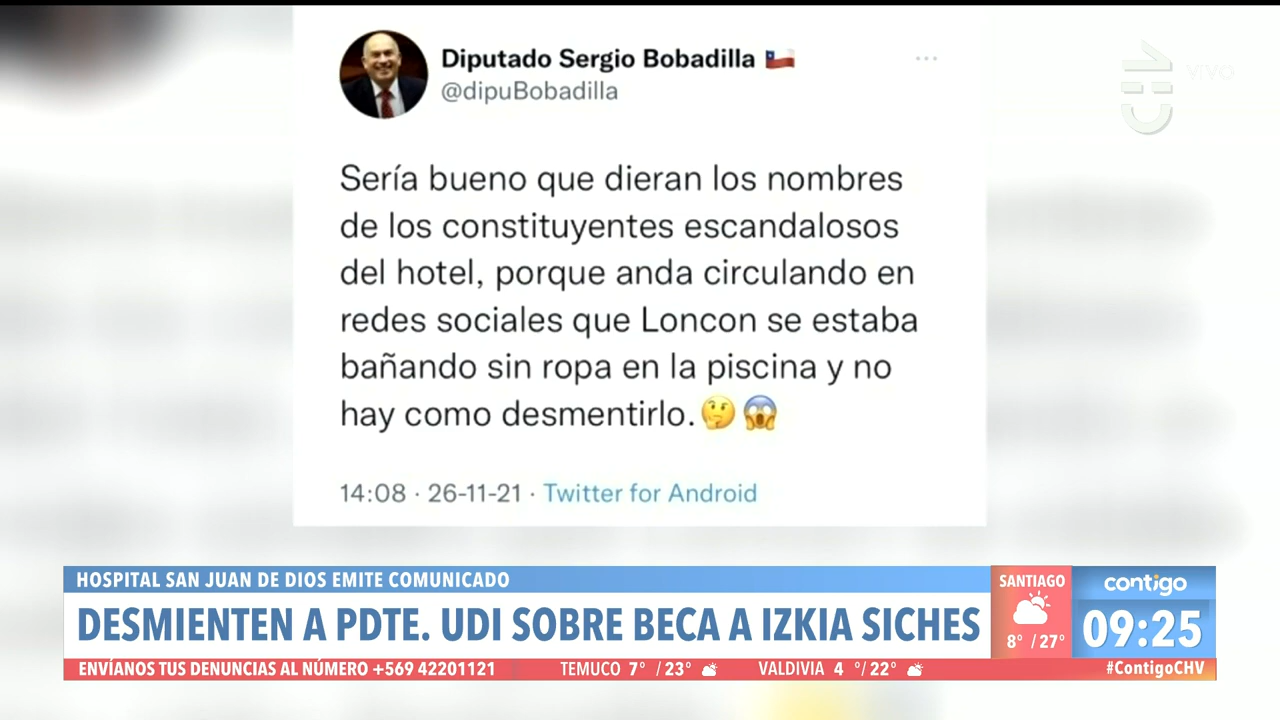 Diputado Sergio Bobadilla 🇨🇱
@dipuBobadilla
...
CHV VIVO
Sería bueno que dieran los nombres
de los constituyentes escandalosos
del hotel, porque anda circulando en
redes sociales que Loncon se estaba
bañando sin ropa en la piscina y no
hay como desmentirlo.🤔😱
14:08 · 26-11-21 · Twitter for Android
HOSPITAL SAN JUAN DE DIOS EMITE COMUNICADO
DESMIENTEN A PDTE. UDI SOBRE BECA A IZKIA SICHES
SANTIAGO
8° / 27°
contigo
09:25
ENVÍANOS TUS DENUNCIAS AL NÚMERO +569 42201121 TEMUCO 7° / 23° VALDIVIA 4 °/ 22° #ContigoCHV